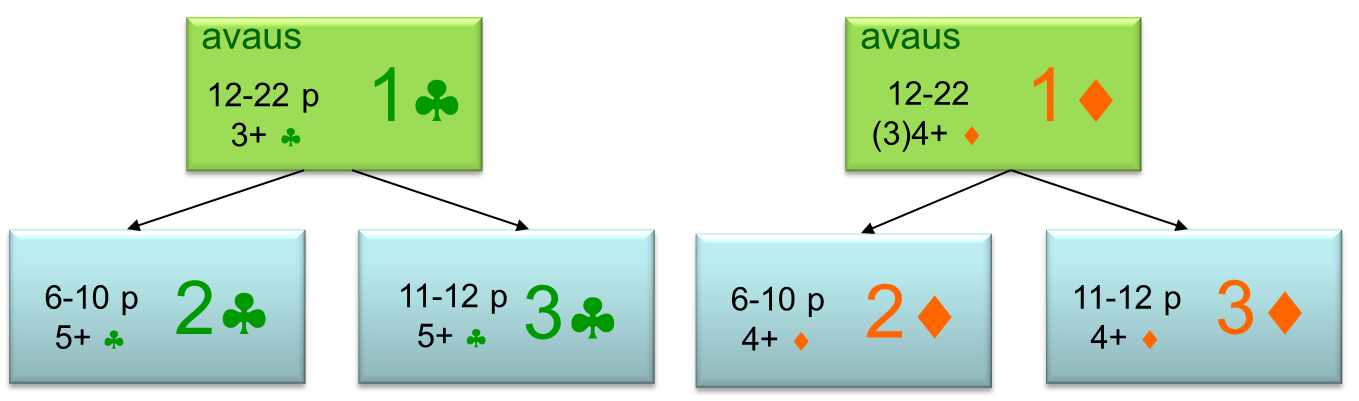 avaus
12-22 p
3+ ♣
1♣
avaus
12-22
(3)4+ ♦
1♦
6-10 p
5+ ♣
2♣
11-12 p
5+ ♣
3♣
6-10 p
4+ ♦
2♦
11-12 p
4+ ♦
3♦